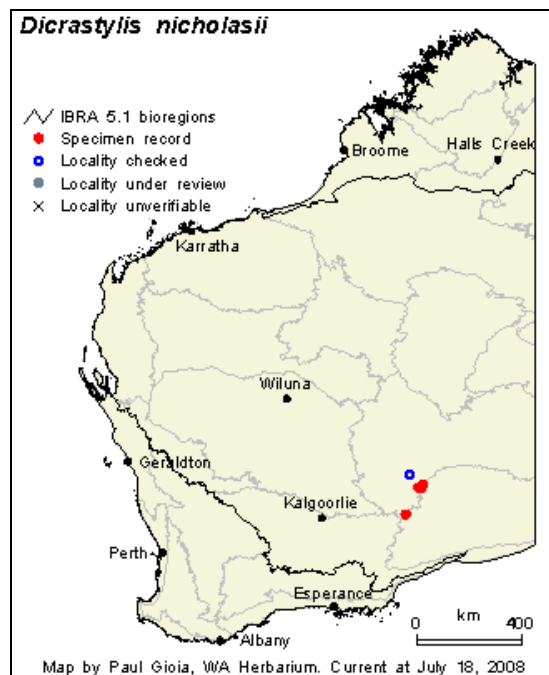 Dicrastylis nicholasii
IBRA 5.1 bioregions
Specimen record
Locality checked
Locality under review
Locality unverifiable
Broome
Halls Creek
Karratha
Wiluna
Geraldton
Kalgoorlie
Perth
Esperance
Albany
km
0 400
Map by Paul Gioia, WA Herbarium. Current at July 18, 2008